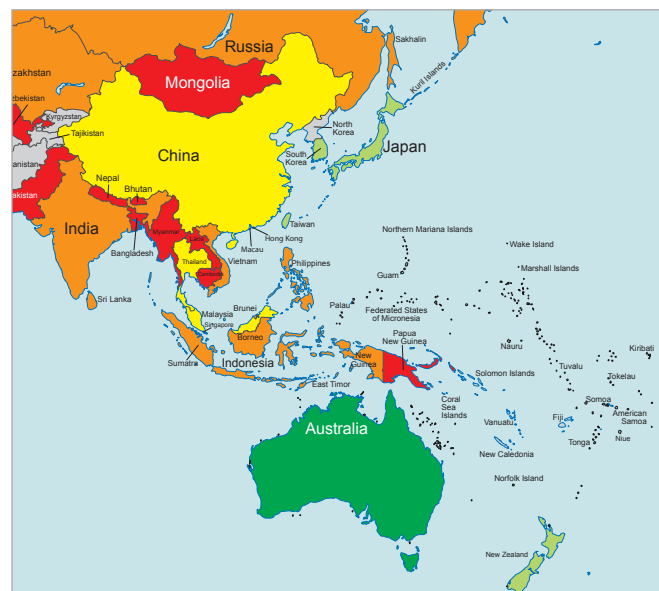 Russia
Sakhalin
Kuril Islands
zakhstan
Mongolia
zbekistan
Kyrgyzstan
Tajikistan
North
Korea
South
Korea
Japan
China
anistan
akistan
Nepal
Bhutan
India
Bangladesh
Myanmar
Laos
Thailand
Cambodia
Vietnam
Macau
Hong Kong
Taiwan
Philippines
Northern Mariana Islands
Guam
Wake Island
Marshall Islands
Sri Lanka
Malaysia
Singapore
Brunei
Borneo
Sumatra
Indonesia
Palau
Federated States
of Micronesia
Papua
New Guinea
New
Guinea
East Timor
Nauru
Kiribati
Solomon Islands
Tuvalu
Tokelau
Coral
Sea
Islands
Somoa
American
Samoa
Vanuatu
Fiji
Tonga
Niue
New Caledonia
Norfolk Island
Australia
New Zealand